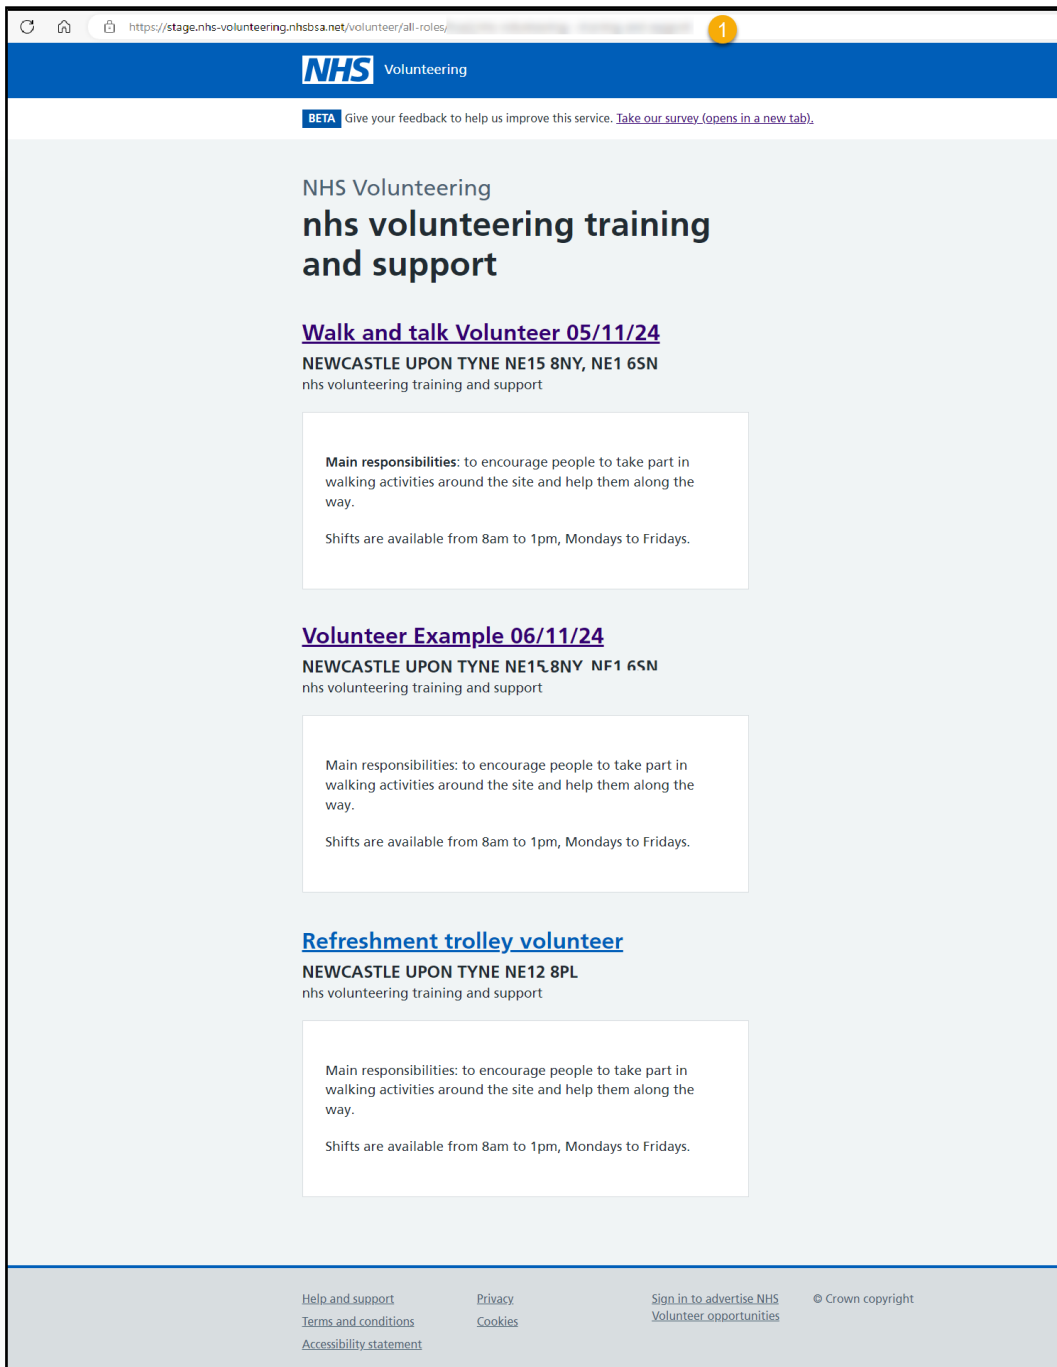 https://stage.nhs-volunteering.nhsbsa.net/volunteer/all-roles/
1
NHS Volunteering
BETA Give your feedback to help us improve this service. Take our survey (opens in a new tab).
NHS Volunteering
nhs volunteering training
and support
Walk and talk Volunteer 05/11/24
NEWCASTLE UPON TYNE NE15 8NY, NE1 6SN
nhs volunteering training and support
Main responsibilities: to encourage people to take part in
walking activities around the site and help them along the
way.
Shifts are available from 8am to 1pm, Mondays to Fridays.
Volunteer Example 06/11/24
NEWCASTLE UPON TYNE NE15 8NY, NE1 6SN
nhs volunteering training and support
Main responsibilities: to encourage people to take part in
walking activities around the site and help them along the
way.
Shifts are available from 8am to 1pm, Mondays to Fridays.
Refreshment trolley volunteer
NEWCASTLE UPON TYNE NE12 8PL
nhs volunteering training and support
Main responsibilities: to encourage people to take part in
walking activities around the site and help them along the
way.
Shifts are available from 8am to 1pm, Mondays to Fridays.
Help and support
Terms and conditions
Accessibility statement
Privacy
Cookies
Sign in to advertise NHS
Volunteer opportunities
© Crown copyright